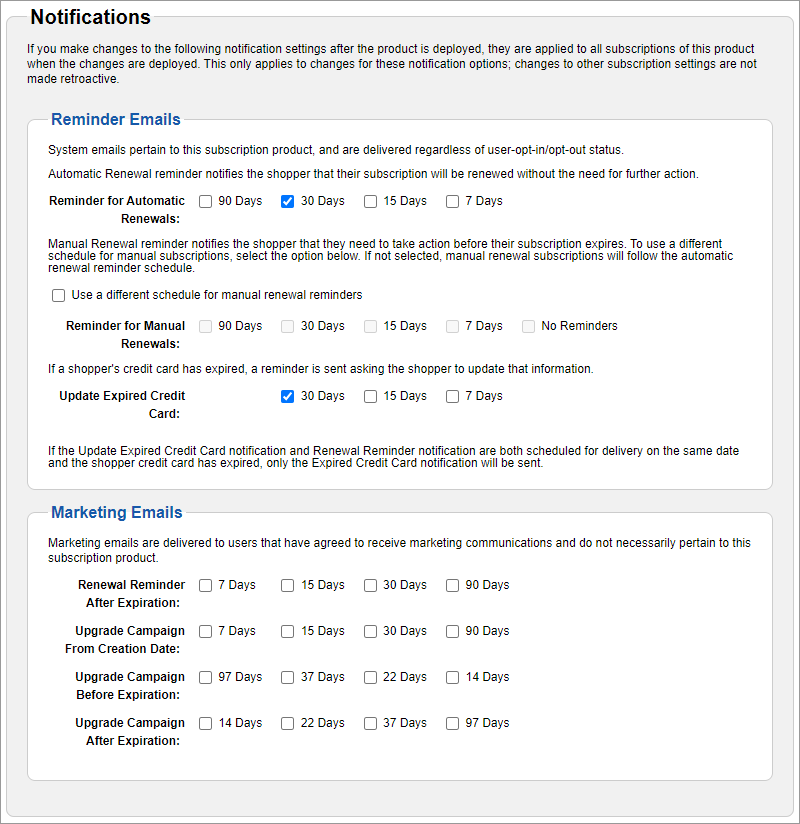 Notifications
If you make changes to the following notification settings after the product is deployed, they are applied to all subscriptions of this product
when the changes are deployed. This only applies to changes for these notification options; changes to other subscription settings are not
made retroactive.
Reminder Emails
System emails pertain to this subscription product, and are delivered regardless of user-opt-in/opt-out status.
Automatic Renewal reminder notifies the shopper that their subscription will be renewed without the need for further action.
Reminder for Automatic 90 Days 30 Days 15 Days 7 Days
Renewals:
Manual Renewal reminder notifies the shopper that they need to take action before their subscription expires. To use a different
schedule for manual subscriptions, select the option below. If not selected, manual renewal subscriptions will follow the automatic
renewal reminder schedule.
Use a different schedule for manual renewal reminders
Reminder for Manual 90 Days 30 Days 15 Days 7 Days No Reminders
Renewals:
If a shopper's credit card has expired, a reminder is sent asking the shopper to update that information.
Update Expired Credit 30 Days 15 Days 7 Days
Card:
If the Update Expired Credit Card notification and Renewal Reminder notification are both scheduled for delivery on the same date
and the shopper credit card has expired, only the Expired Credit Card notification will be sent.
Marketing Emails
Marketing emails are delivered to users that have agreed to receive marketing communications and do not necessarily pertain to this
subscription product.
Renewal Reminder 7 Days 15 Days 30 Days 90 Days
After Expiration:
Upgrade Campaign 7 Days 15 Days 30 Days 90 Days
From Creation Date:
Upgrade Campaign 97 Days 37 Days 22 Days 14 Days
Before Expiration:
Upgrade Campaign 14 Days 22 Days 37 Days 97 Days
After Expiration: